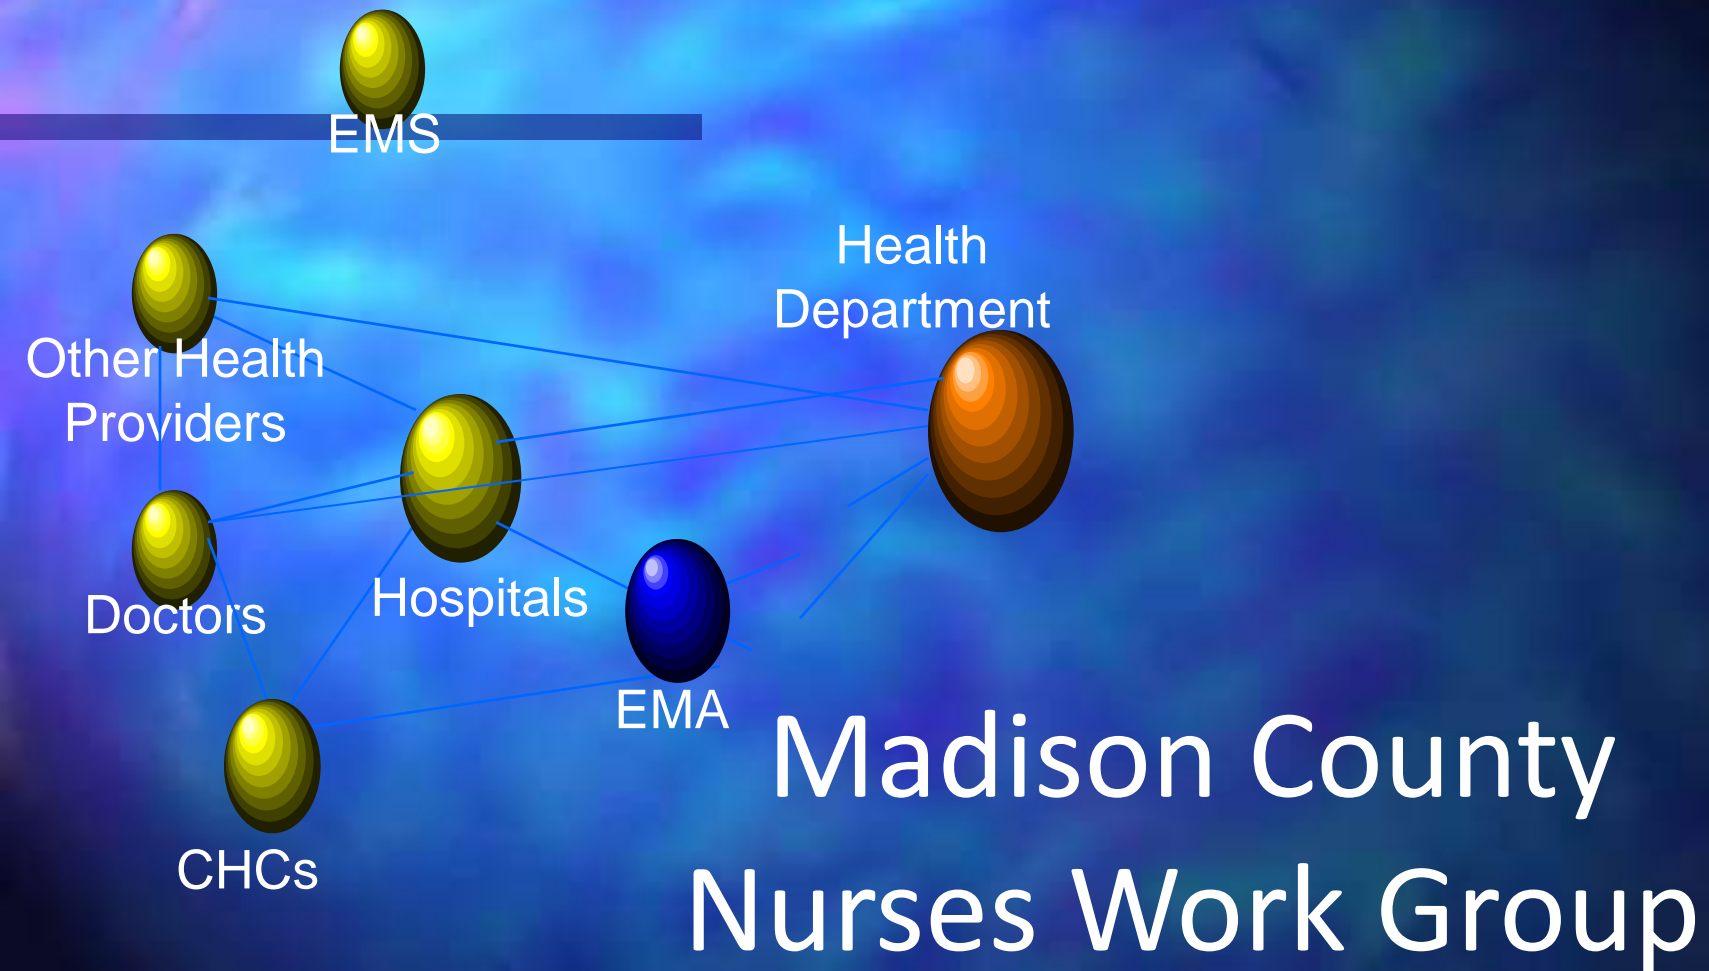 EMS
Health
Department
Other Health
Providers
Hospitals
Doctors
EMA
CHCs
Madison County
Nurses Work Group